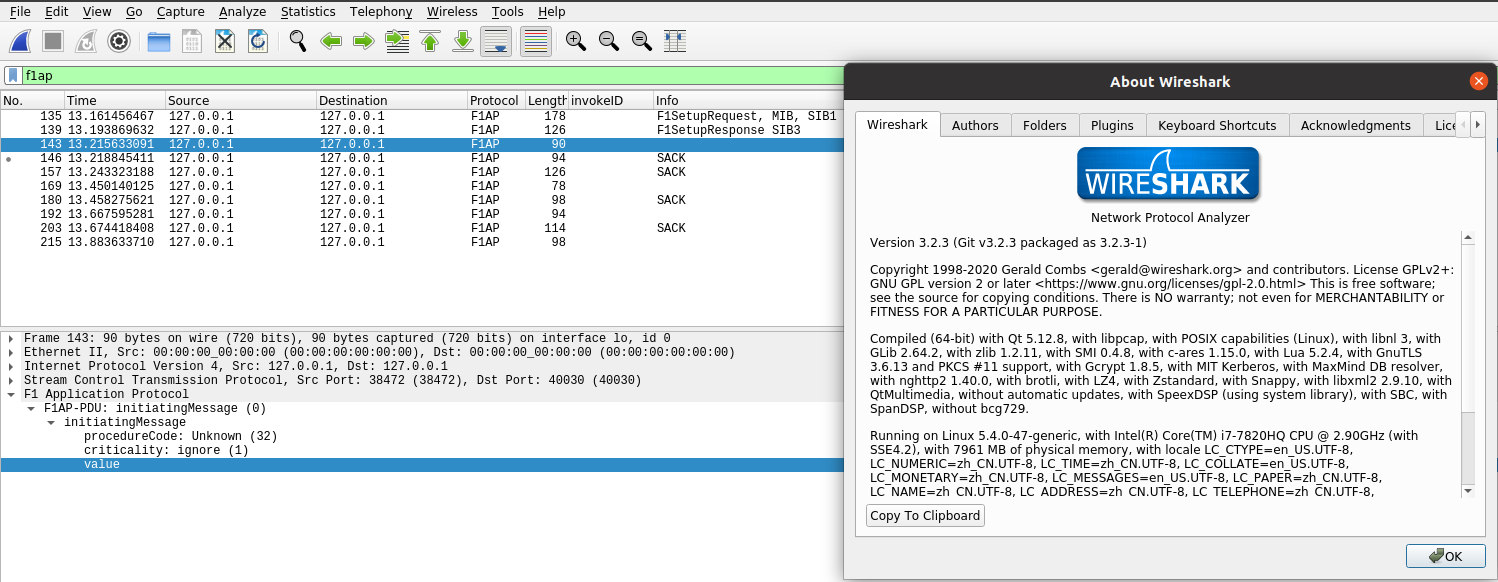 File Edit View Go Capture Analyze Statistics Telephony Wireless Tools Help
f1ap
No. Time Source Destination Protocol Length invokeID Info
135 13.161456467 127.0.0.1 127.0.0.1 F1AP 178 F1SetupRequest, MIB, SIB1
139 13.193869632 127.0.0.1 127.0.0.1 F1AP 126 F1SetupResponse SIB3
143 13.215633091 127.0.0.1 127.0.0.1 F1AP 90
146 13.218845411 127.0.0.1 127.0.0.1 F1AP 94 SACK
157 13.243323188 127.0.0.1 127.0.0.1 F1AP 126 SACK
169 13.450140125 127.0.0.1 127.0.0.1 F1AP 78
180 13.458275621 127.0.0.1 127.0.0.1 F1AP 98 SACK
192 13.667595281 127.0.0.1 127.0.0.1 F1AP 94
203 13.674418408 127.0.0.1 127.0.0.1 F1AP 114 SACK
215 13.883633710 127.0.0.1 127.0.0.1 F1AP 98
Frame 143: 90 bytes on wire (720 bits), 90 bytes captured (720 bits) on interface lo, id 0
Ethernet II, Src: 00:00:00_00:00:00 (00:00:00:00:00:00), Dst: 00:00:00_00:00:00 (00:00:00:00:00:00)
Internet Protocol Version 4, Src: 127.0.0.1, Dst: 127.0.0.1
Stream Control Transmission Protocol, Src Port: 38472 (38472), Dst Port: 40030 (40030)
F1 Application Protocol
F1AP-PDU: initiatingMessage (0)
initiatingMessage
procedureCode: Unknown (32)
criticality: ignore (1)
value
About Wireshark
Wireshark Authors Folders Plugins Keyboard Shortcuts Acknowledgments Lice
WIRESHARK
Network Protocol Analyzer
Version 3.2.3 (Git v3.2.3 packaged as 3.2.3-1)
Copyright 1998-2020 Gerald Combs <gerald@wireshark.org> and contributors. License GPLv2+:
GNU GPL version 2 or later <https://www.gnu.org/licenses/gpl-2.0.html> This is free software;
see the source for copying conditions. There is NO warranty; not even for MERCHANTABILITY or
FITNESS FOR A PARTICULAR PURPOSE.
Compiled (64-bit) with Qt 5.12.8, with libpcap, with POSIX capabilities (Linux), with libnl 3, with
GLib 2.64.2, with zlib 1.2.11, with SMI 0.4.8, with c-ares 1.15.0, with Lua 5.2.4, with GnuTLS
3.6.13 and PKCS #11 support, with Gcrypt 1.8.5, with MIT Kerberos, with MaxMind DB resolver,
with nghttp2 1.40.0, with brotli, with LZ4, with Zstandard, with Snappy, with libxml2 2.9.10, with
QtMultimedia, without automatic updates, with SpeexDSP (using system library), with SBC, with
SpanDSP, without bcg729.
Running on Linux 5.4.0-47-generic, with Intel(R) Core(TM) i7-7820HQ CPU @ 2.90GHz (with
SSE4.2), with 7961 MB of physical memory, with locale LC_CTYPE=en_US.UTF-8,
LC_NUMERIC=zh_CN.UTF-8, LC_TIME=zh_CN.UTF-8, LC_COLLATE=en_US.UTF-8,
LC_MONETARY=zh_CN.UTF-8, LC_MESSAGES=en_US.UTF-8, LC_PAPER=zh_CN.UTF-8,
LC_NAME=zh_CN.UTF-8, LC_ADDRESS=zh_CN.UTF-8, LC_TELEPHONE=zh_CN.UTF-8,
Copy To Clipboard
OK